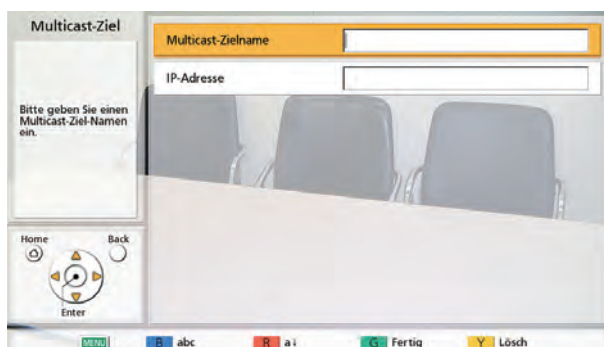 Multicast-Ziel
Multicast-Zielname
IP-Adresse
Bitte geben Sie einen
Multicast-Ziel-Namen
ein.
Home
Back
Enter
MENU
B abc
R a↓
G Fertig
Y Lösch